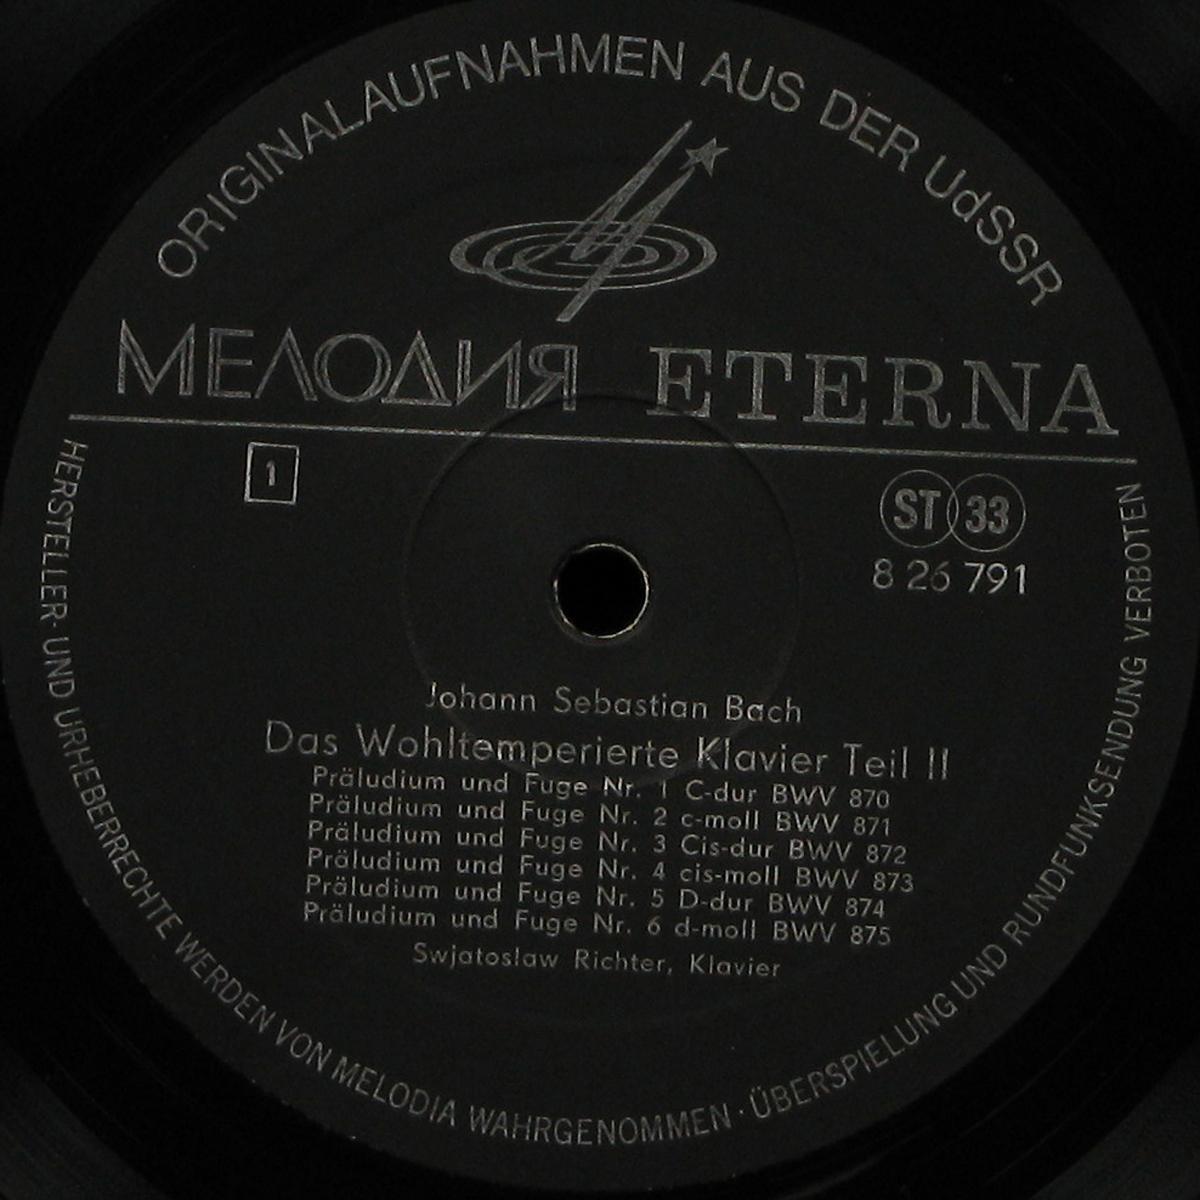 ORIGINALAUFNAHMEN AUS DER UdSSR
МЕЛОДИЯ ETERNA
1
ST 33
8 26 791
Johann Sebastian Bach
Das Wohltemperierte Klavier Teil II
Präludium und Fuge Nr. 1 C-dur BWV 870
Präludium und Fuge Nr. 2 c-moll BWV 871
Präludium und Fuge Nr. 3 Cis-dur BWV 872
Präludium und Fuge Nr. 4 cis-moll BWV 873
Präludium und Fuge Nr. 5 D-dur BWV 874
Präludium und Fuge Nr. 6 d-moll BWV 875
Swjatoslaw Richter, Klavier
HERSTELLER- UND URHEBERRECHTE WERDEN VON MELODIA WAHRGENOMMEN · ÜBERSPIELUNG UND RUNDFUNKSENDUNG VERBOTEN